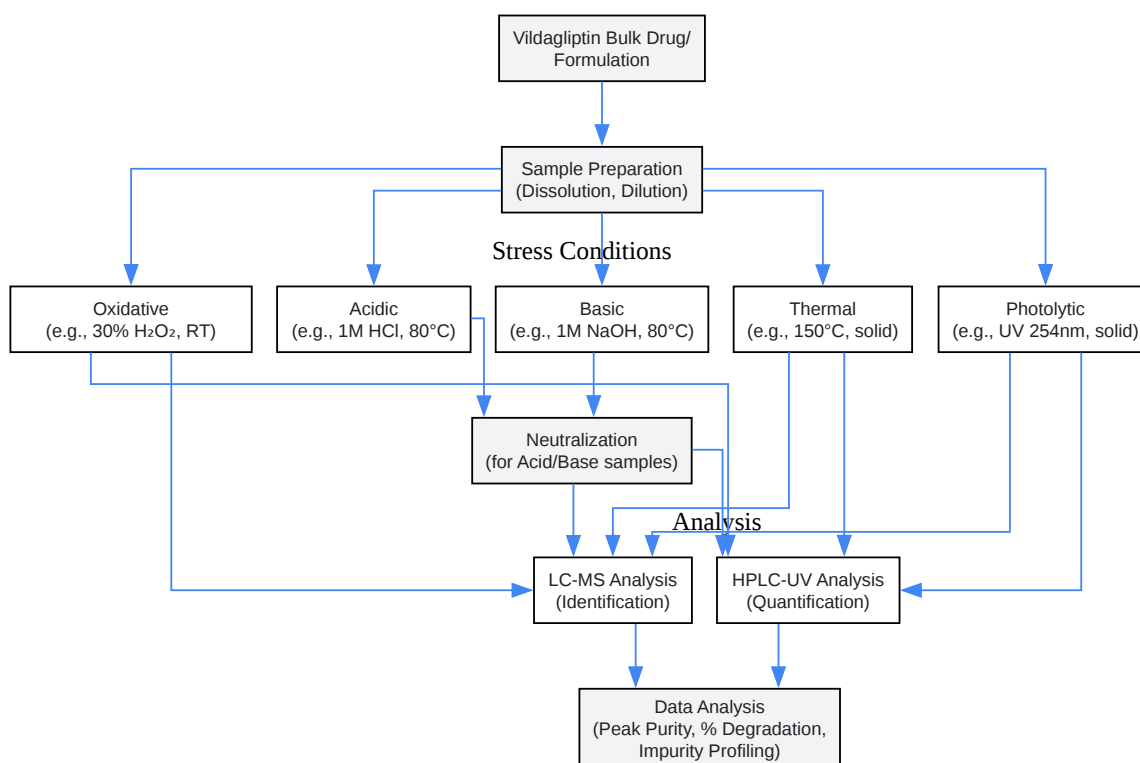 Vildagliptin Bulk Drug/
Formulation
Sample Preparation
(Dissolution, Dilution)
Stress Conditions
Oxidative
(e.g., 30% H₂O₂, RT)
Acidic
(e.g., 1M HCl, 80°C)
Basic
(e.g., 1M NaOH, 80°C)
Thermal
(e.g., 150°C, solid)
Photolytic
(e.g., UV 254nm, solid)
Neutralization
(for Acid/Base samples)
Analysis
LC-MS Analysis
(Identification)
HPLC-UV Analysis
(Quantification)
Data Analysis
(Peak Purity, % Degradation,
Impurity Profiling)